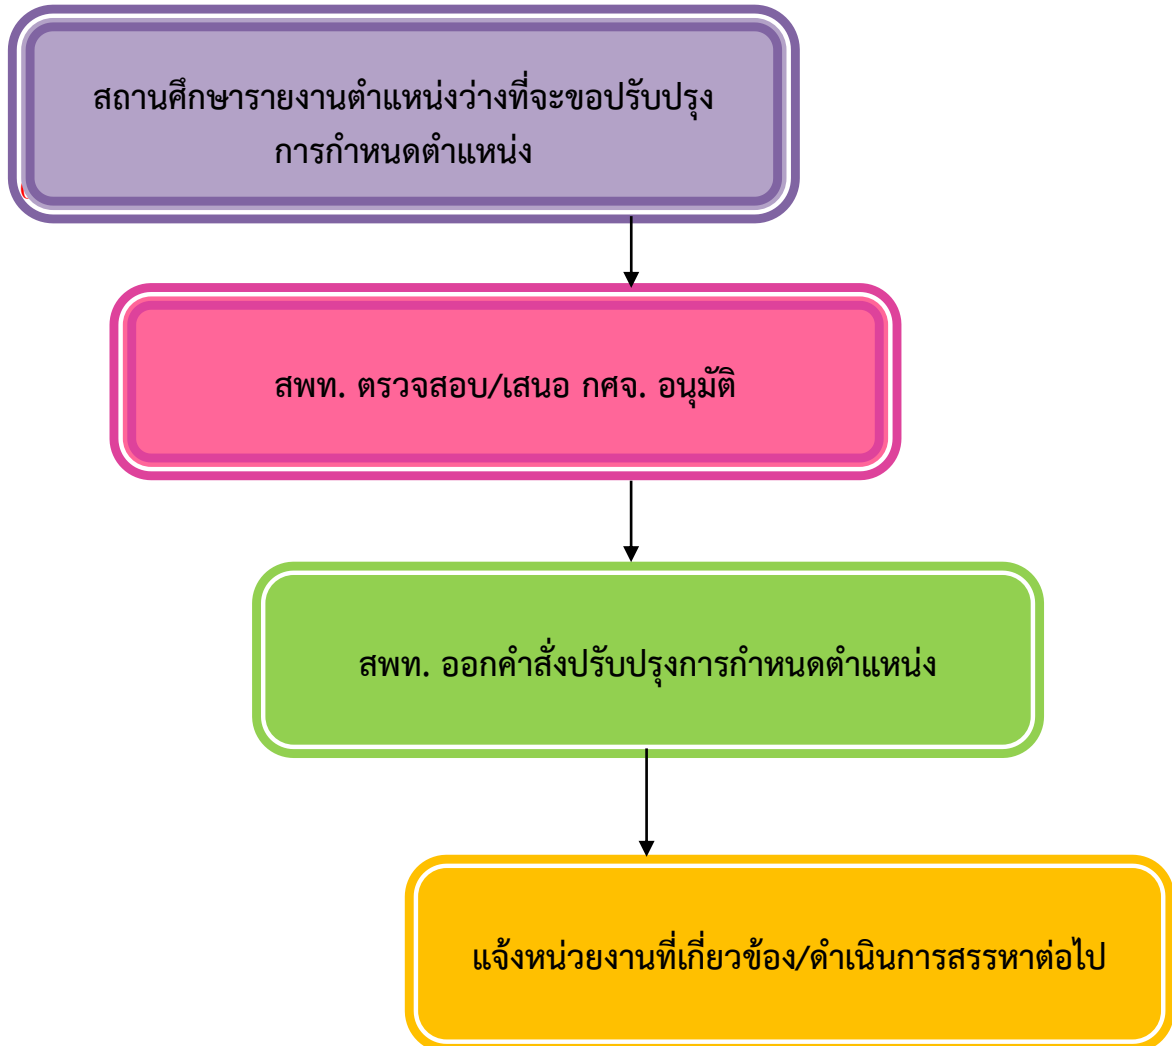 สถานศึกษารายงานตำแหน่งว่างที่จะขอปรับปรุง
การกำหนดตำแหน่ง
สพท. ตรวจสอบ/เสนอ กศจ. อนุมัติ
สพท. ออกคำสั่งปรับปรุงการกำหนดตำแหน่ง
แจ้งหน่วยงานที่เกี่ยวข้อง/ดำเนินการสรรหาต่อไป